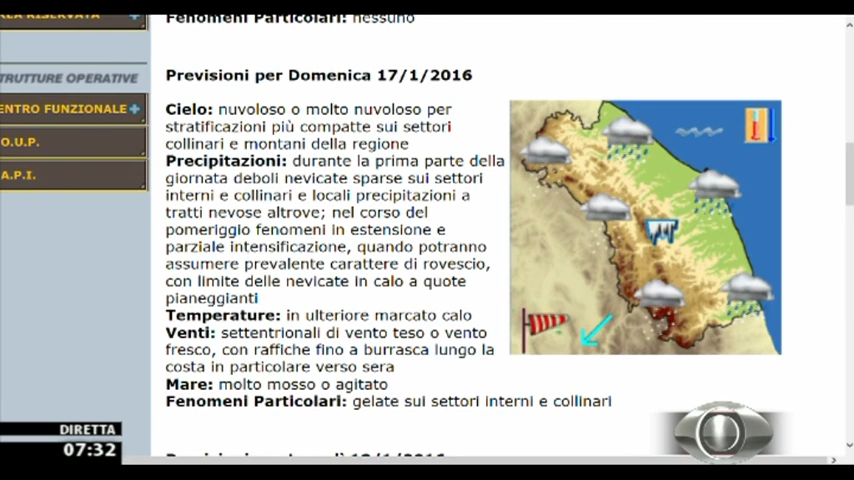 Fenomeni Particolari: nessuno
Previsioni per Domenica 17/1/2016
Cielo: nuvoloso o molto nuvoloso per
stratificazioni più compatte sui settori
collinari e montani della regione
Precipitazioni: durante la prima parte della
giornata deboli nevicate sparse sui settori
interni e collinari e locali precipitazioni a
tratti nevose altrove; nel corso del
pomeriggio fenomeni in estensione e
parziale intensificazione, quando potranno
assumere prevalente carattere di rovescio,
con limite delle nevicate in calo a quote
pianeggianti
Temperature: in ulteriore marcato calo
Venti: settentrionali di vento teso o vento
fresco, con raffiche fino a burrasca lungo la
costa in particolare verso sera
Mare: molto mosso o agitato
Fenomeni Particolari: gelate sui settori interni e collinari
RISERVATA
TRUTTURE OPERATIVE
ENTRO FUNZIONALE
O.U.P.
A.P.I.
DIRETTA
07:32